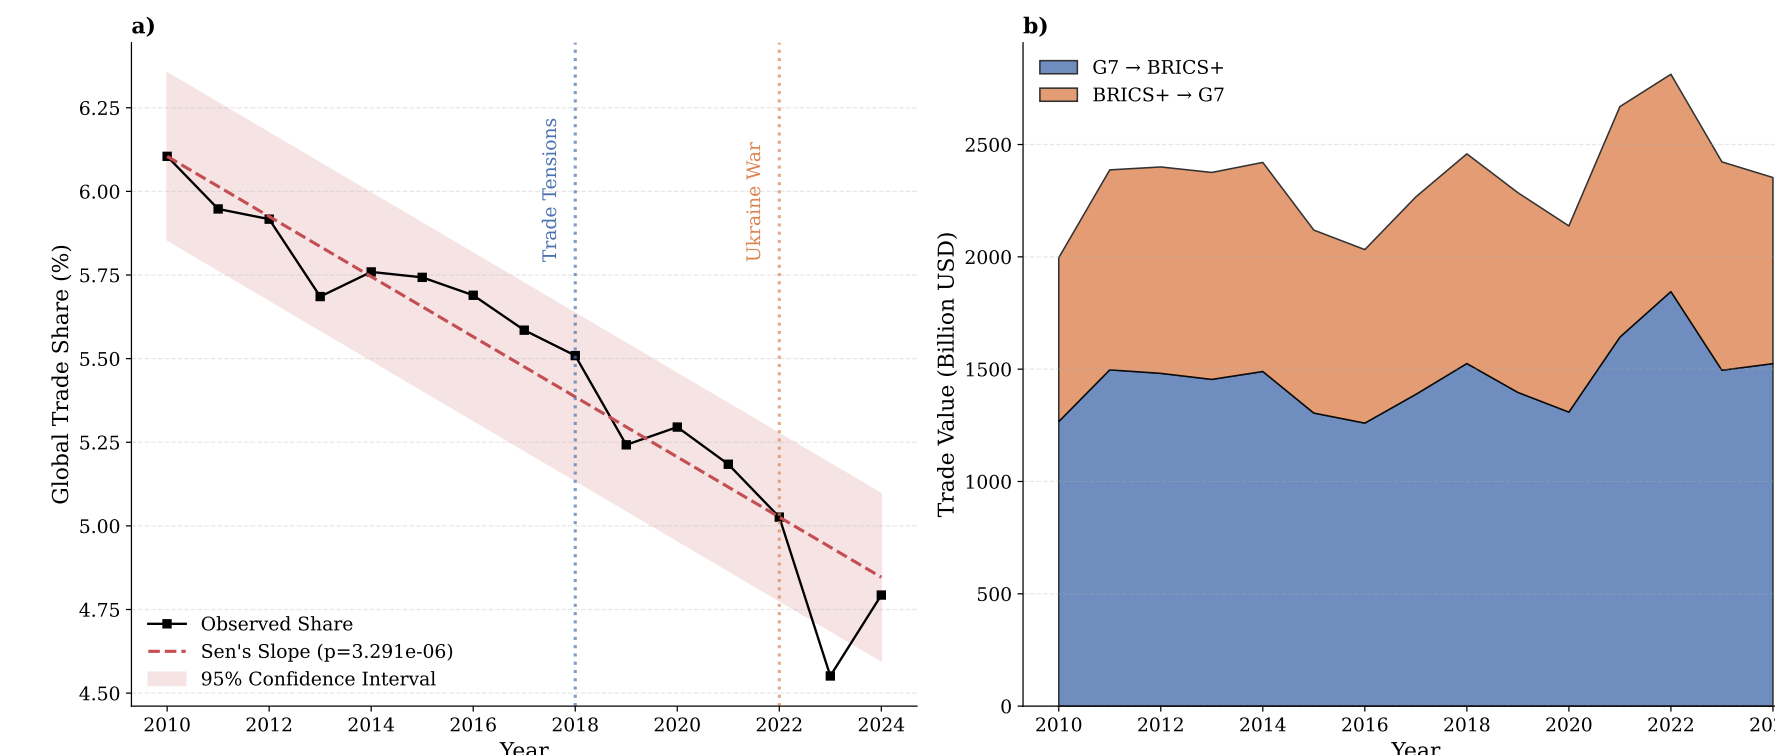 a)
Global Trade Share (%)
6.25
6.00
5.75
5.50
5.25
5.00
4.75
4.50
Trade Tensions
Ukraine War
Observed Share
Sen's Slope (p=3.291e-06)
95% Confidence Interval
2010 2012 2014 2016 2018 2020 2022 2024
Year
b)
G7 → BRICS+
BRICS+ → G7
Trade Value (Billion USD)
2500
2000
1500
1000
500
0
2010 2012 2014 2016 2018 2020 2022
Year